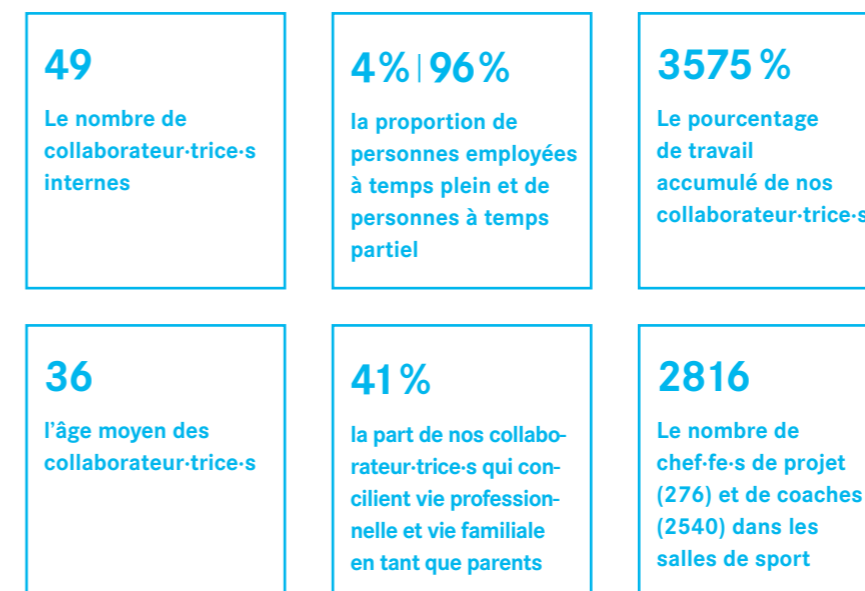 49
Le nombre de
collaborateur·trice·s
internes
4% | 96%
la proportion de
personnes employées
à temps plein et de
personnes à temps
partiel
3575 %
Le pourcentage
de travail
accumulé de nos
collaborateur·trice·s
36
l’âge moyen des
collaborateur·trice·s
41 %
la part de nos collabo-
rateur·trice·s qui con-
cilient vie profession-
nelle et vie familiale
en tant que parents
2816
Le nombre de
chef·fe·s de projet
(276) et de coaches
(2540) dans les
salles de sport